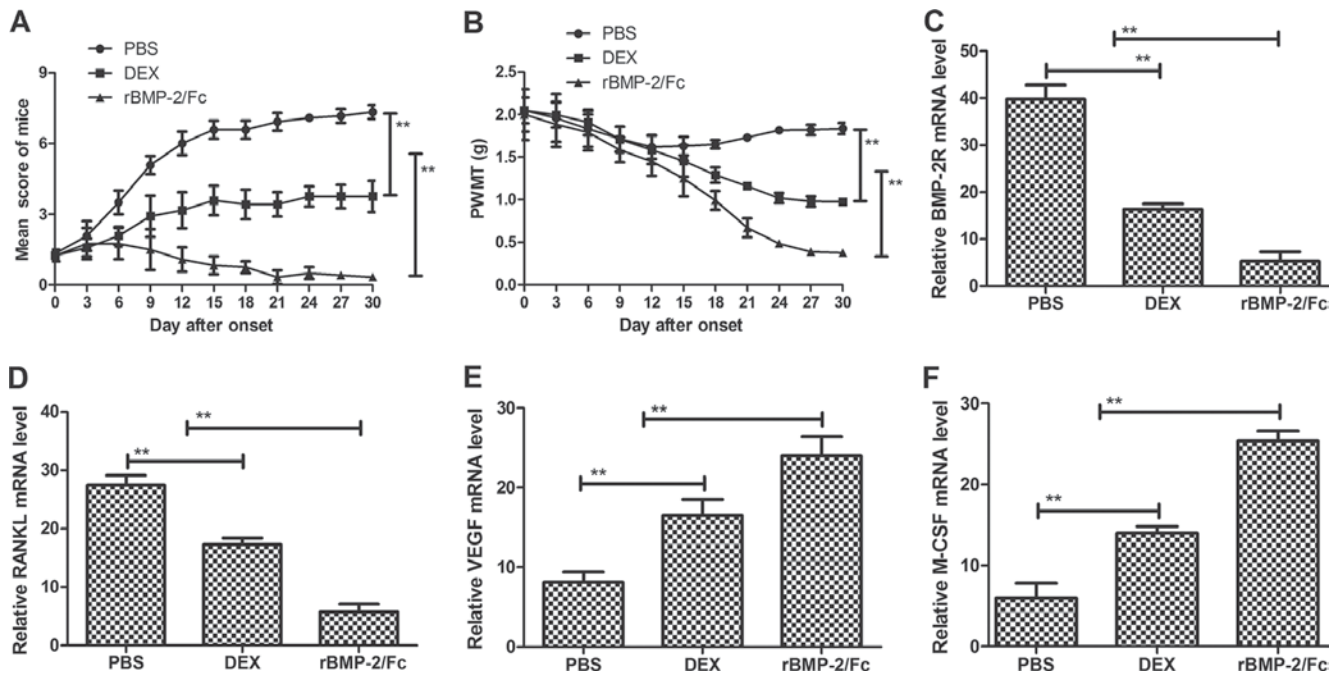 A
PBS
DEX
rBMP-2/Fc
Mean score of mice
9
6
3
0
**
**
0 3 6 9 12 15 18 21 24 27 30
Day after onset
B
PBS
DEX
rBMP-2/Fc
PWMT (g)
2.5
2.0
1.5
1.0
0.5
0.0
**
**
0 3 6 9 12 15 18 21 24 27 30
Day after onset
C
Relative BMP-2R mRNA level
50
40
30
20
10
0
**
**
PBS DEX rBMP-2/Fc
D
Relative RANKL mRNA level
40
30
20
10
0
**
**
PBS DEX rBMP-2/Fc
E
Relative VEGF mRNA level
30
20
10
0
**
**
PBS DEX rBMP-2/Fc
F
Relative M-CSF mRNA level
30
20
10
0
**
**
PBS DEX rBMP-2/Fc